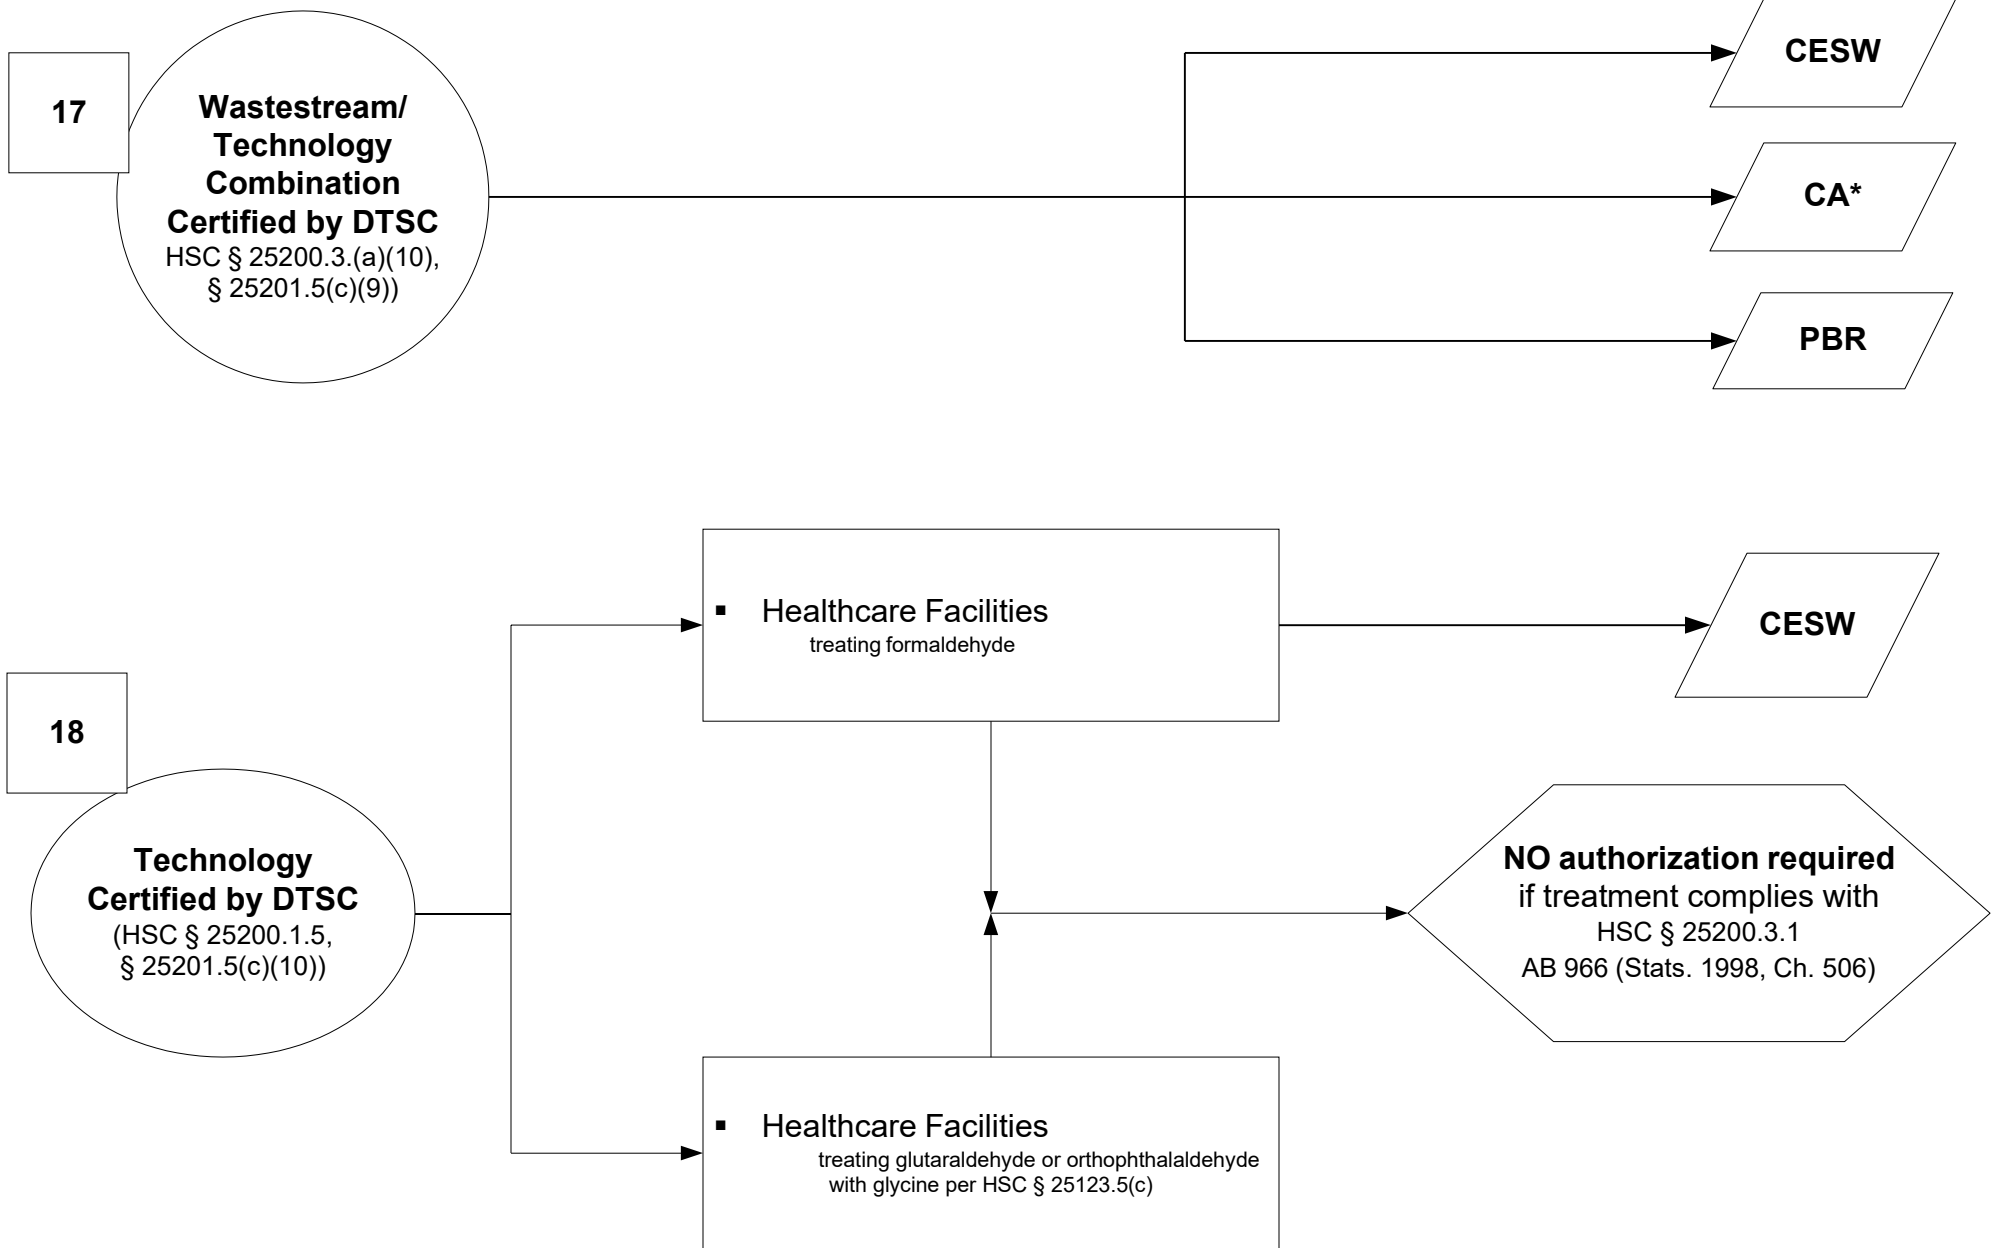 17
Wastestream/
Technology
Combination
Certified by DTSC
HSC § 25200.3.(a)(10),
§ 25201.5(c)(9))
CESW
CA*
PBR
18
Technology
Certified by DTSC
(HSC § 25200.1.5,
§ 25201.5(c)(10))
▪ Healthcare Facilities
treating formaldehyde
CESW
NO authorization required
if treatment complies with
HSC § 25200.3.1
AB 966 (Stats. 1998, Ch. 506)
▪ Healthcare Facilities
treating glutaraldehyde or orthophthalaldehyde
with glycine per HSC § 25123.5(c)